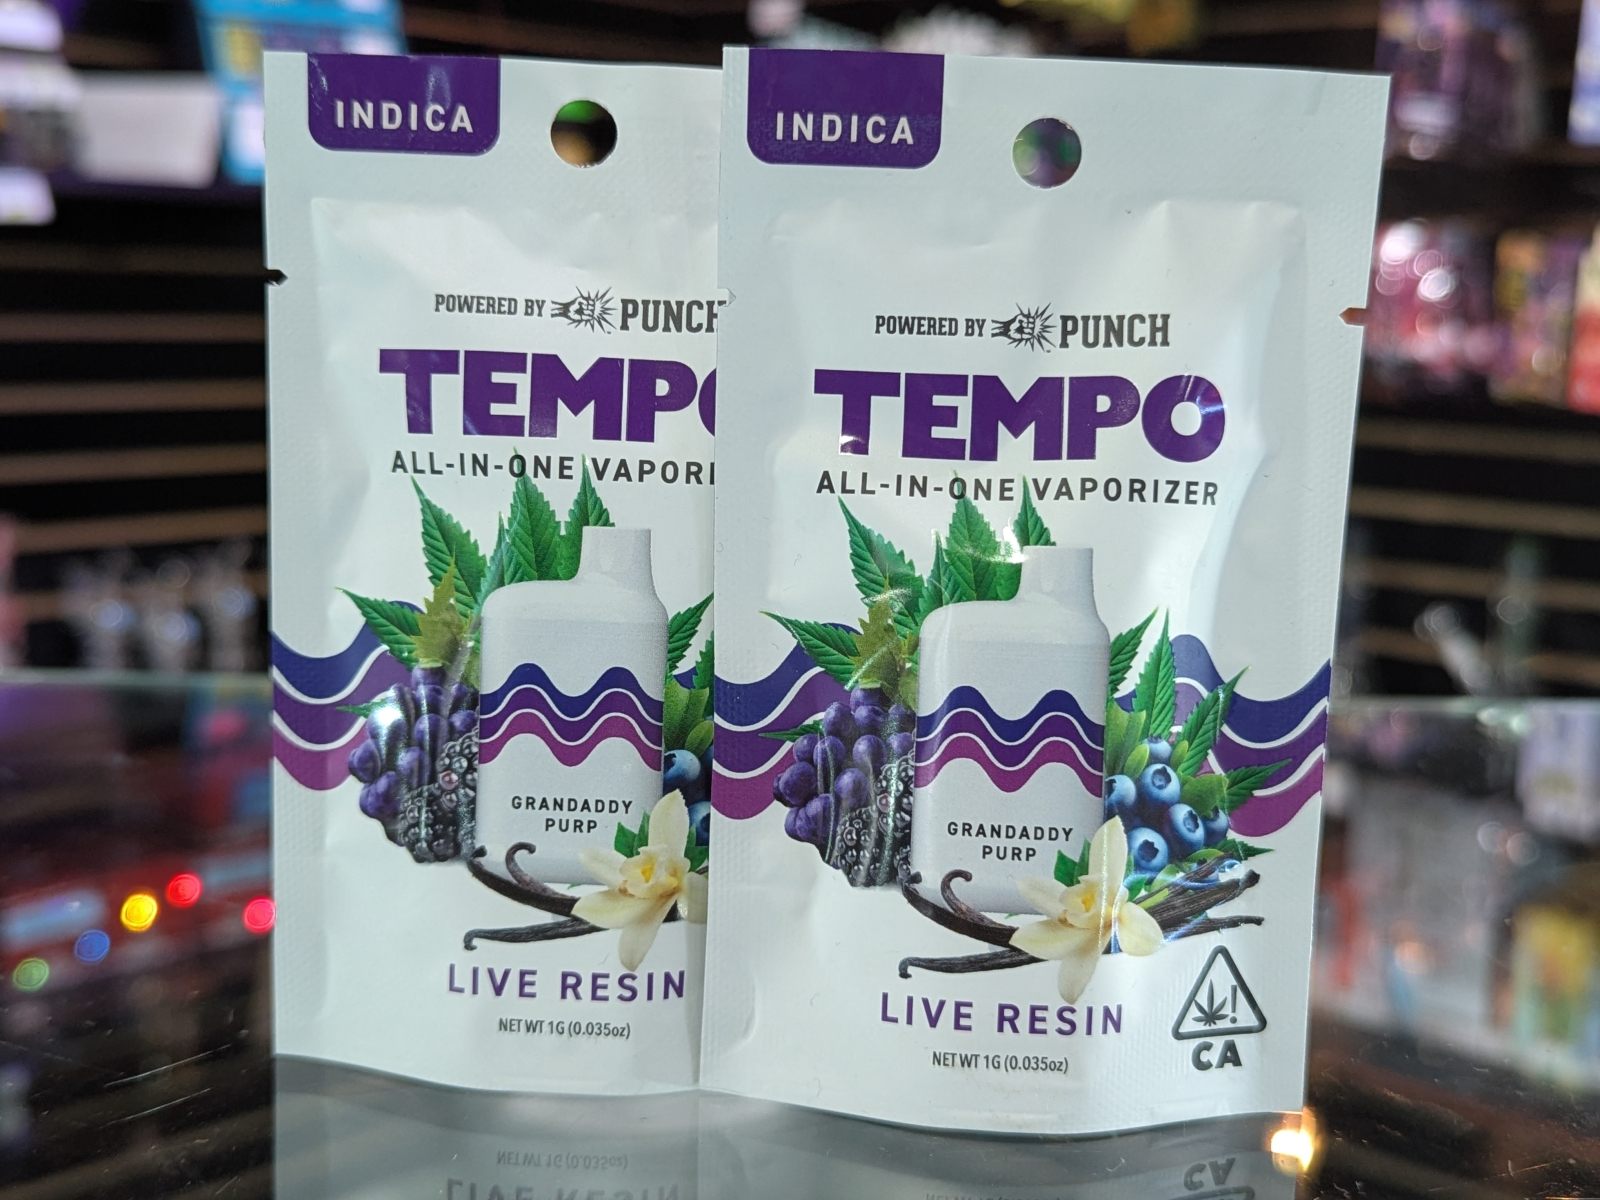 INDICA
POWERED BY PUNCH
TEMPO
ALL-IN-ONE VAPORI
GRANDADDY
PURP
LIVE RESIN
NET WT 1G (0.035oz)
INDICA
POWERED BY PUNCH
TEMPO
ALL-IN-ONE VAPORIZER
GRANDADDY
PURP
LIVE RESIN
NET WT 1G (0.035oz)
!
CA